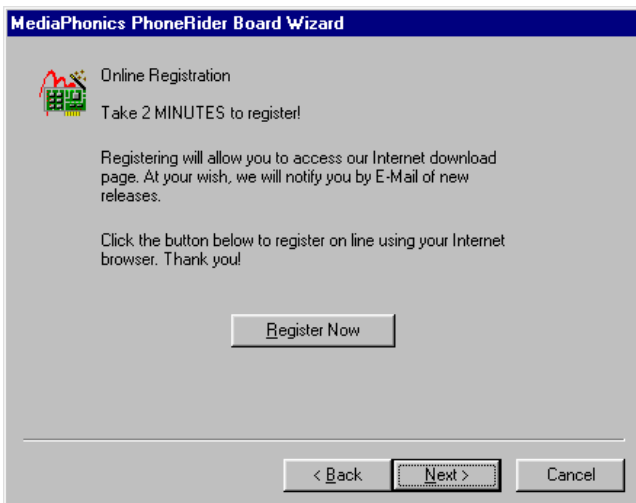 MediaPhonics PhoneRider Board Wizard
Online Registration
Take 2 MINUTES to register!
Registering will allow you to access our Internet download
page. At your wish, we will notify you by E-Mail of new
releases.
Click the button below to register on line using your Internet
browser. Thank you!
Register Now
< Back
Next >
Cancel